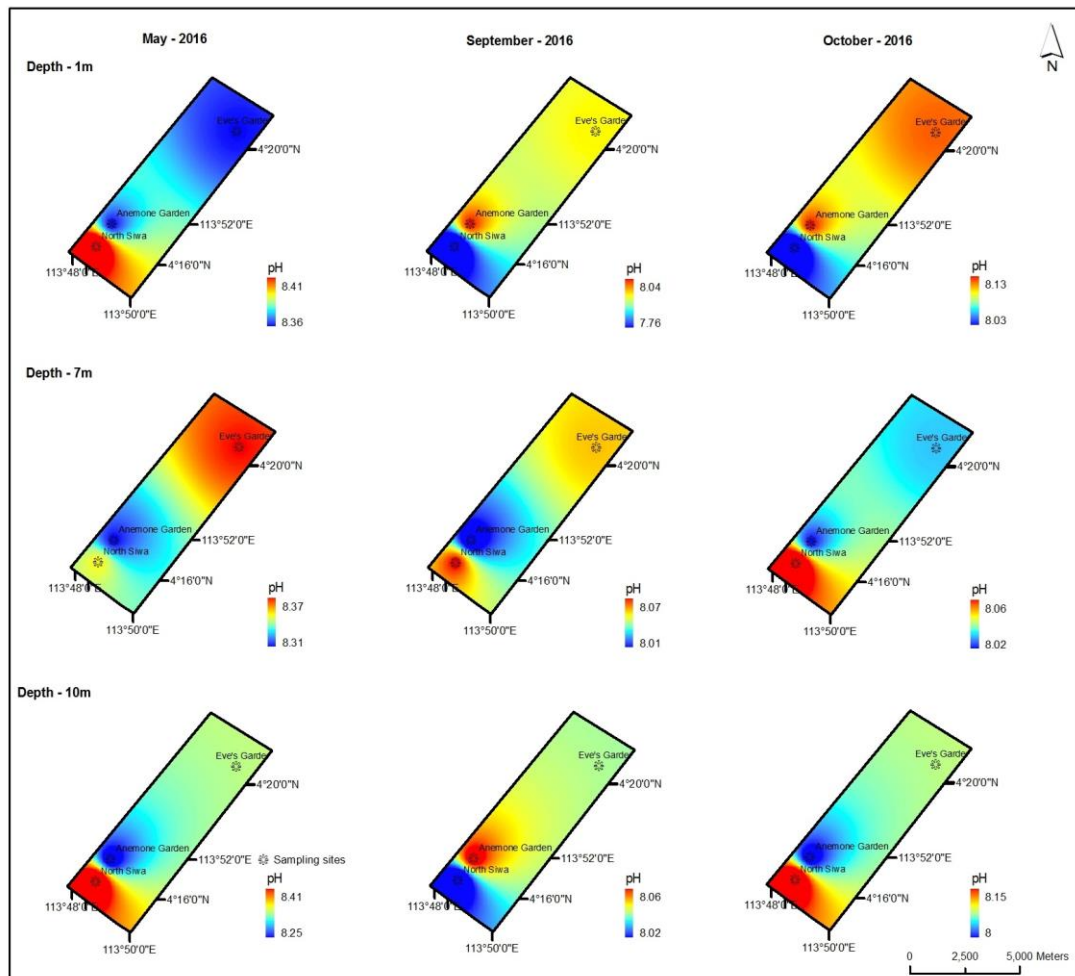 May - 2016
September - 2016
October - 2016
N
Depth - 1m
Eve's Garde
4°20'0"N
Anemone Garden
113°52'0"E
North Siwa
113°48'0"E
4°16'0"N
113°50'0"E
pH
8.41
8.36
Eve's Garde
4°20'0"N
Anemone Garden
113°52'0"E
North Siwa
113°48'0"E
4°16'0"N
113°50'0"E
pH
8.04
7.76
Eve's Garde
4°20'0"N
Anemone Garden
113°52'0"E
North Siwa
113°48'0"E
4°16'0"N
113°50'0"E
pH
8.13
8.03
Depth - 7m
Eve's Garde
4°20'0"N
Anemone Garden
113°52'0"E
North Siwa
113°48'0"E
4°16'0"N
113°50'0"E
pH
8.37
8.31
Eve's Garde
4°20'0"N
Anemone Garden
113°52'0"E
North Siwa
113°48'0"E
4°16'0"N
113°50'0"E
pH
8.07
8.01
Eve's Garde
4°20'0"N
Anemone Garden
113°52'0"E
North Siwa
113°48'0"E
4°16'0"N
113°50'0"E
pH
8.06
8.02
Depth - 10m
Eve's Garde
4°20'0"N
Anemone Garden
113°52'0"E
North Siwa
113°48'0"E
4°16'0"N
113°50'0"E
Sampling sites
pH
8.41
8.25
Eve's Garde
4°20'0"N
Anemone Garden
113°52'0"E
North Siwa
113°48'0"E
4°16'0"N
113°50'0"E
pH
8.06
8.02
Eve's Garde
4°20'0"N
Anemone Garden
113°52'0"E
North Siwa
113°48'0"E
4°16'0"N
113°50'0"E
pH
8.15
8
0 2,500 5,000 Meters